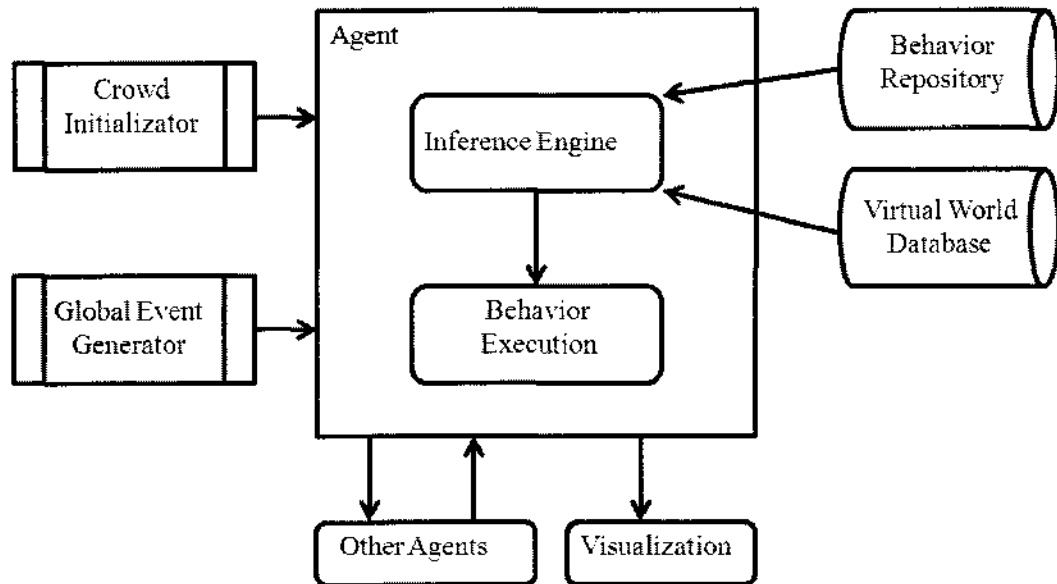 Agent
Crowd
Initializator
Inference Engine
Behavior
Repository
Virtual World
Database
Global Event
Generator
Behavior
Execution
Other Agents
Visualization